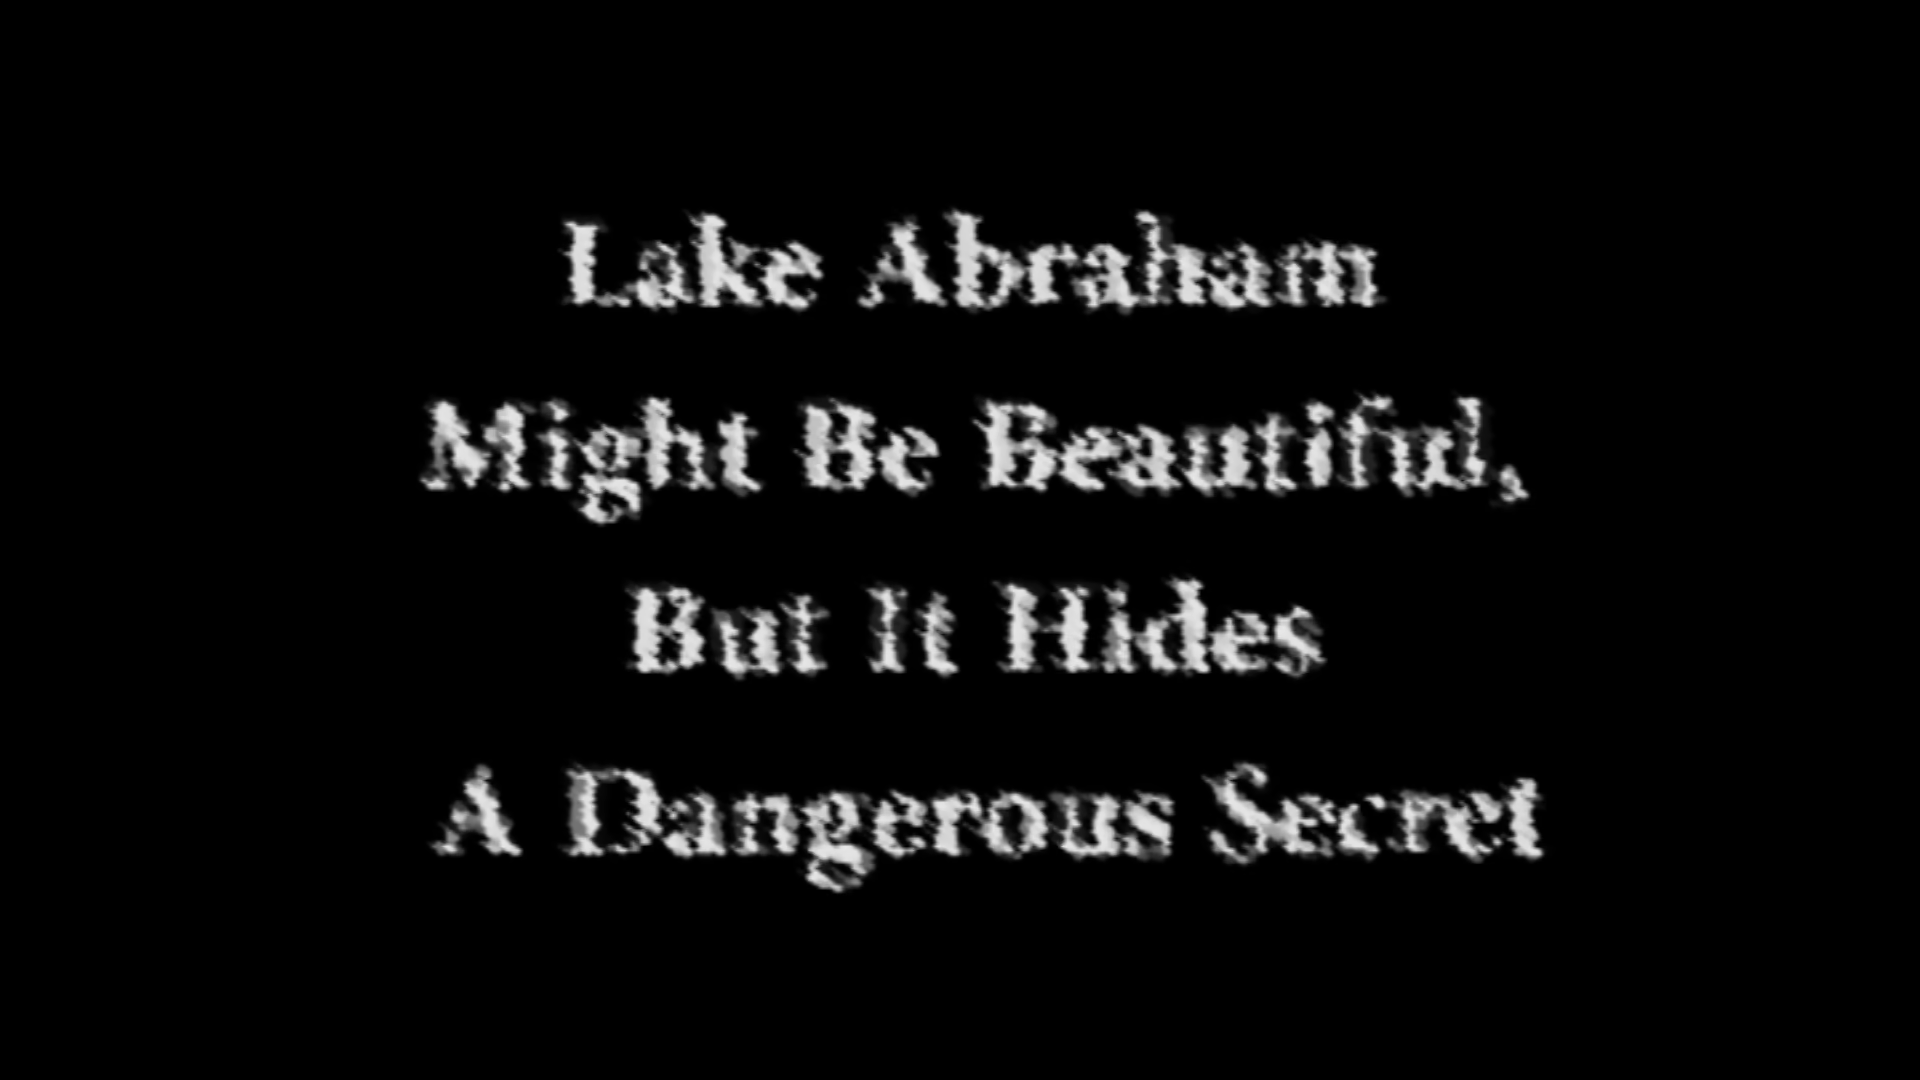 Lake Abraham
Might Be Beautiful,
But It Hides
A Dangerous Secret